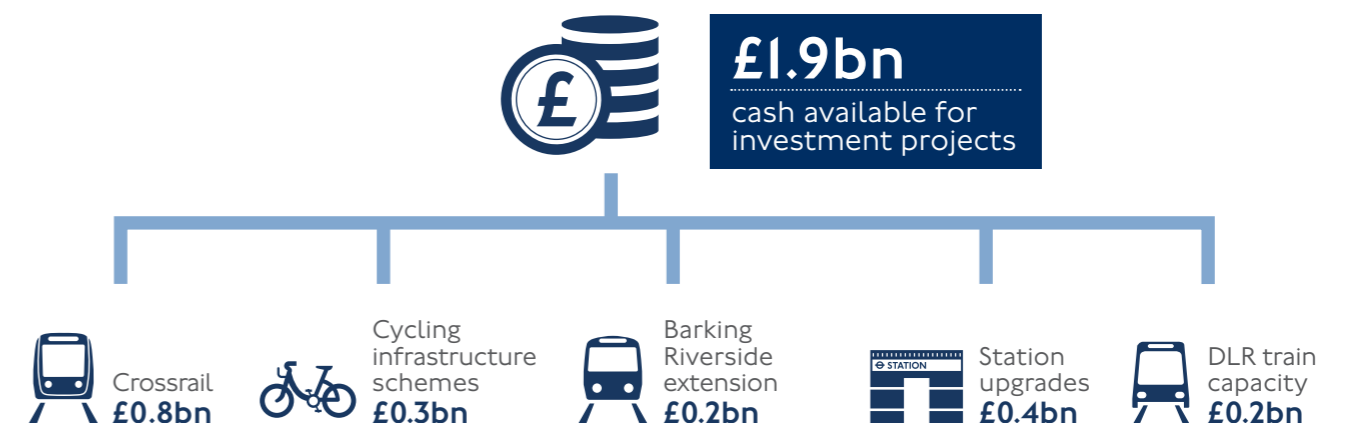 £
£1.9bn
cash available for
investment projects
Crossrail
£0.8bn
Cycling
infrastructure
schemes
£0.3bn
Barking
Riverside
extension
£0.2bn
STATION
Station
upgrades
£0.4bn
DLR train
capacity
£0.2bn